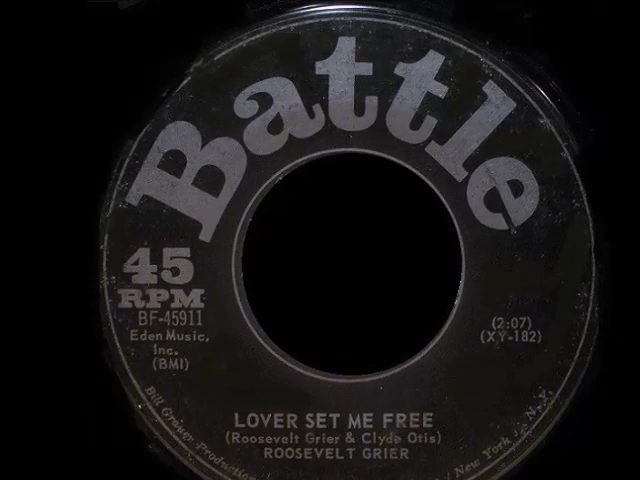 Battle
45
RPM
BF-45911
Eden Music,
Inc.
(BMI)
(2:07)
(XY-182)
LOVER SET ME FREE
(Roosevelt Grier & Clyde Otis)
ROOSEVELT GRIER
Bill Grauer
New York, N.Y.